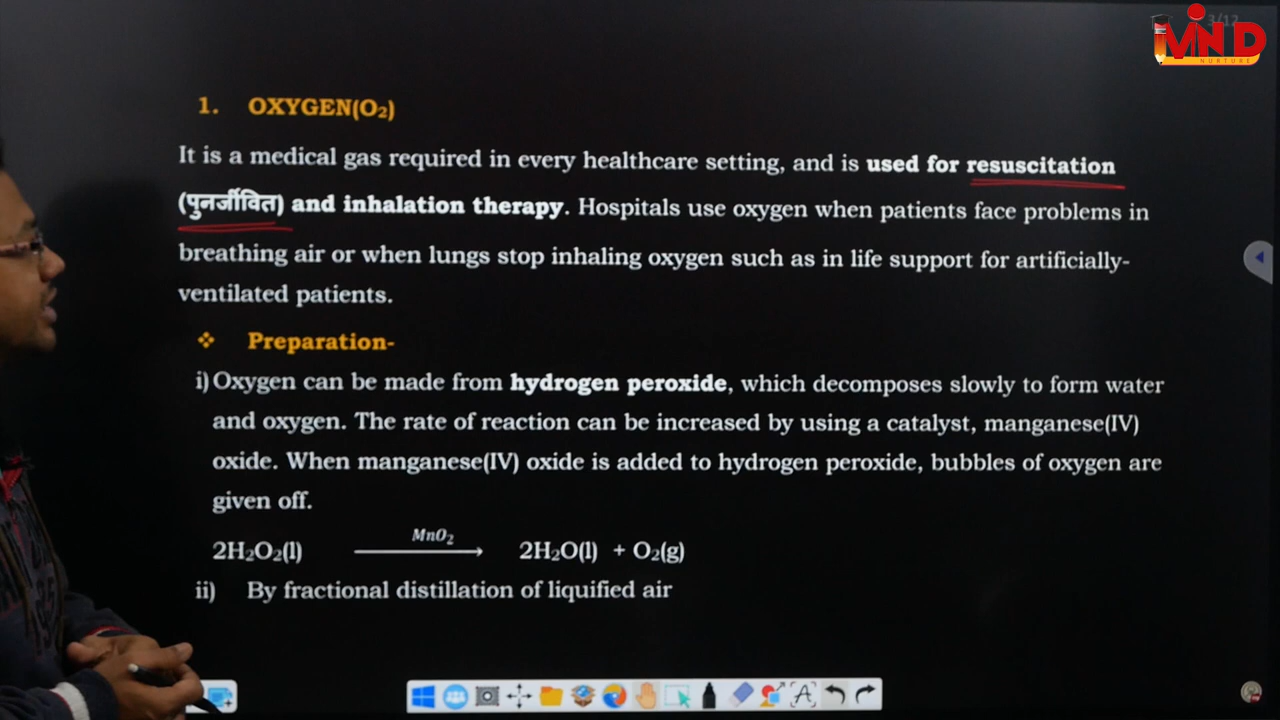 3/12
MIND
NURTURE
1. OXYGEN(O₂)
It is a medical gas required in every healthcare setting, and is used for resuscitation
(पुनर्जीवित) and inhalation therapy. Hospitals use oxygen when patients face problems in
breathing air or when lungs stop inhaling oxygen such as in life support for artificially-
ventilated patients.
❖ Preparation-
i) Oxygen can be made from hydrogen peroxide, which decomposes slowly to form water
and oxygen. The rate of reaction can be increased by using a catalyst, manganese(IV)
oxide. When manganese(IV) oxide is added to hydrogen peroxide, bubbles of oxygen are
given off.
MnO₂
2H₂O₂(l) ⟶ 2H₂O(l) + O₂(g)
ii) By fractional distillation of liquified air